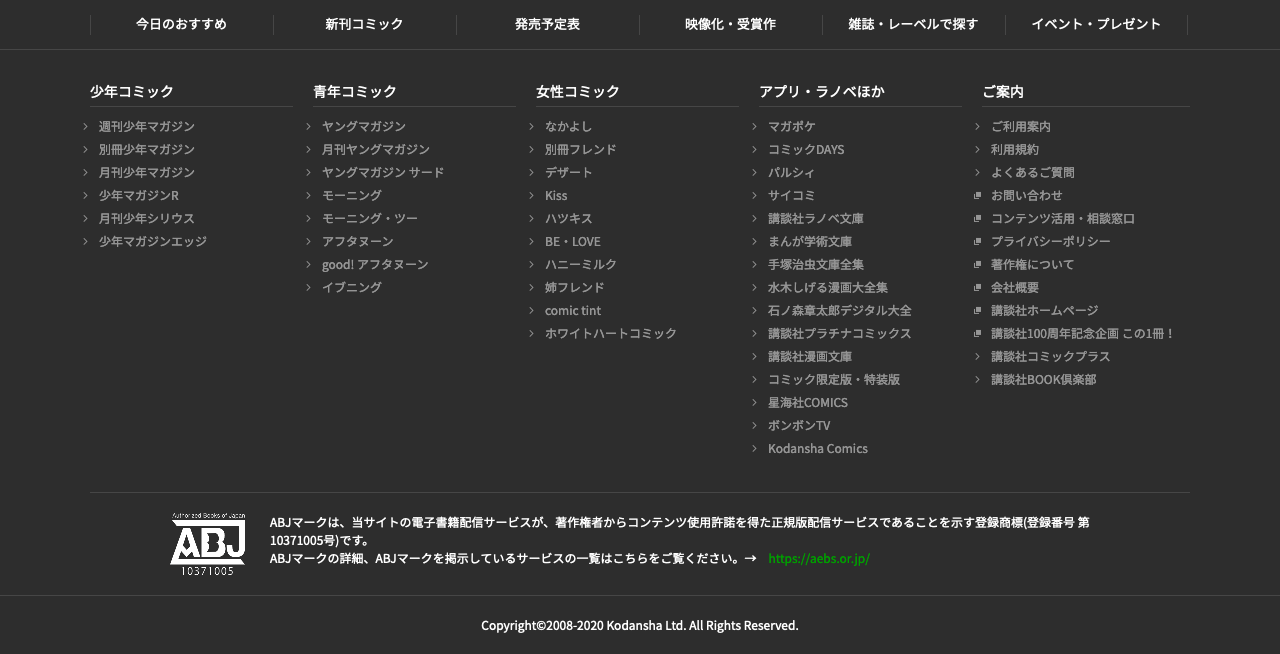 今日のおすすめ
新刊コミック
発売予定表
映像化・受賞作
雑誌・レーベルで探す
イベント・プレゼント
少年コミック
週刊少年マガジン
別冊少年マガジン
月刊少年マガジン
少年マガジンR
月刊少年シリウス
少年マガジンエッジ
青年コミック
ヤングマガジン
月刊ヤングマガジン
ヤングマガジン サード
モーニング
モーニング・ツー
アフタヌーン
good! アフタヌーン
イブニング
女性コミック
なかよし
別冊フレンド
デザート
Kiss
ハツキス
BE・LOVE
ハニーミルク
姉フレンド
comic tint
ホワイトハートコミック
アプリ・ラノベほか
マガポケ
コミックDAYS
パルシィ
サイコミ
講談社ラノベ文庫
まんが学術文庫
手塚治虫文庫全集
水木しげる漫画大全集
石ノ森章太郎デジタル大全
講談社プラチナコミックス
講談社漫画文庫
コミック限定版・特装版
星海社COMICS
ボンボンTV
Kodansha Comics
ご案内
ご利用案内
利用規約
よくあるご質問
お問い合わせ
コンテンツ活用・相談窓口
プライバシーポリシー
著作権について
会社概要
講談社ホームページ
講談社100周年記念企画 この1冊！
講談社コミックプラス
講談社BOOK倶楽部
Authorized Books of Japan
ABJ
10371005
ABJマークは、当サイトの電子書籍配信サービスが、著作権者からコンテンツ使用許諾を得た正規版配信サービスであることを示す登録商標(登録番号 第
10371005号)です。
ABJマークの詳細、ABJマークを掲示しているサービスの一覧はこちらをご覧ください。→ https://aebs.or.jp/
Copyright©2008-2020 Kodansha Ltd. All Rights Reserved.